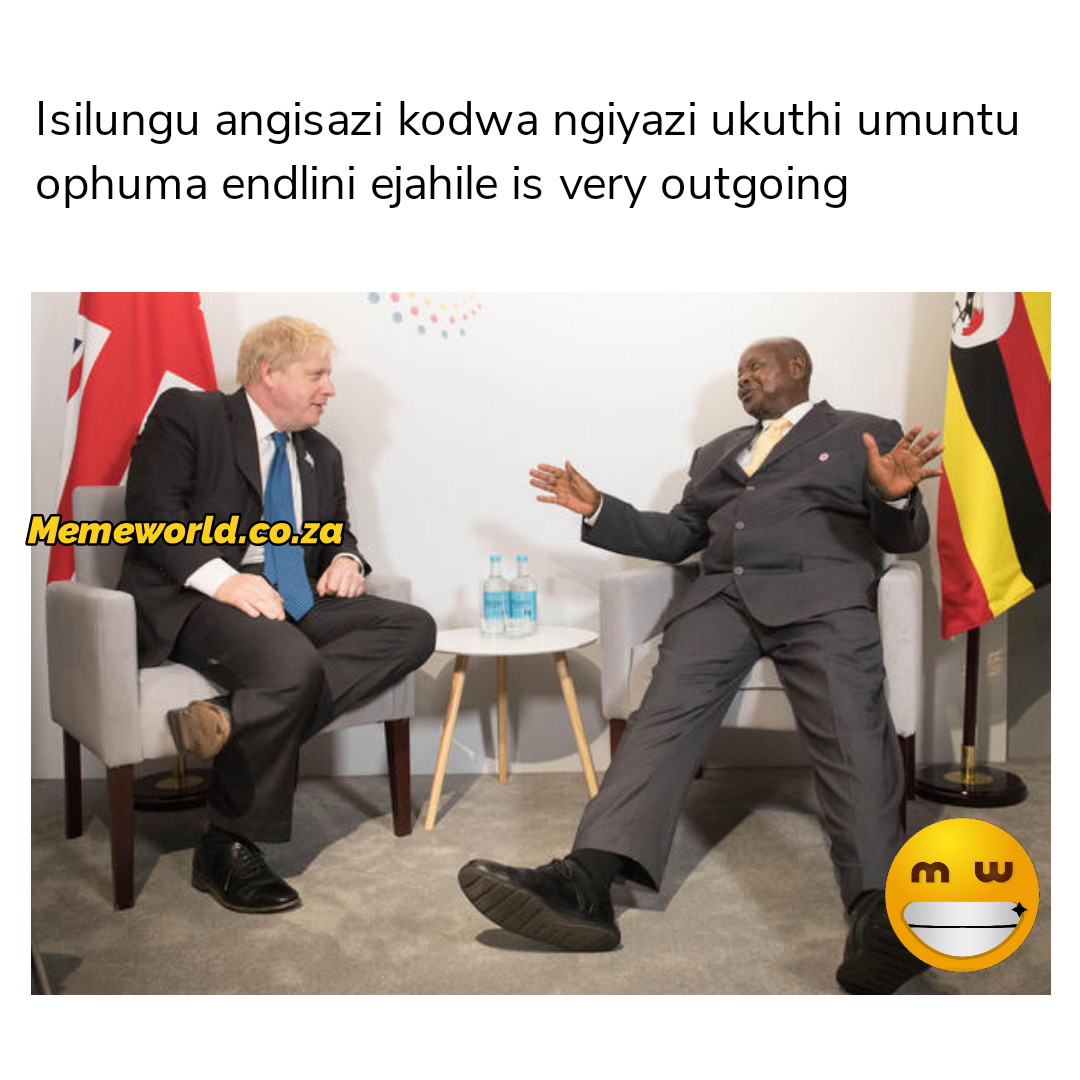 Isilungu angisazi kodwa ngiyazi ukuthi umuntu
ophuma endlini ejahile is very outgoing
Memeworld.co.za
m w